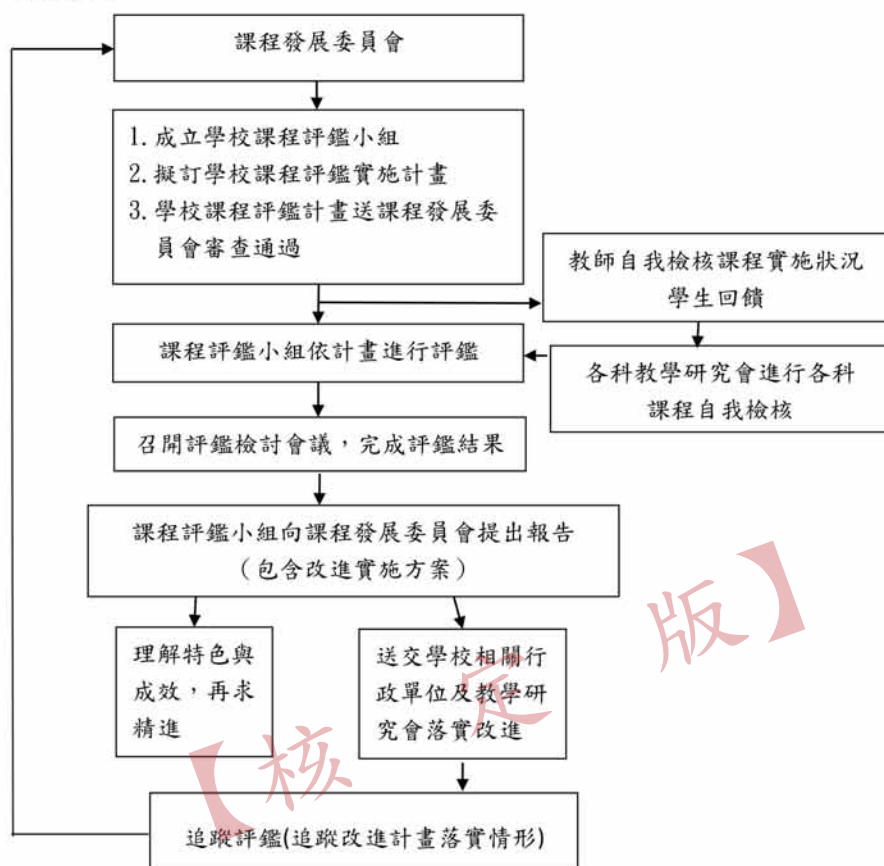 課程發展委員會
1. 成立學校課程評鑑小組
2. 擬訂學校課程評鑑實施計畫
3. 學校課程評鑑計畫送課程發展委
員會審查通過
教師自我檢核課程實施狀況
學生回饋
課程評鑑小組依計畫進行評鑑
各科教學研究會進行各科
課程自我檢核
召開評鑑檢討會議，完成評鑑結果
課程評鑑小組向課程發展委員會提出報告
（包含改進實施方案）
理解特色與
成效，再求
精進
送交學校相關行
政單位及教學研
究會落實改進
追蹤評鑑(追蹤改進計畫落實情形)
【核定版】